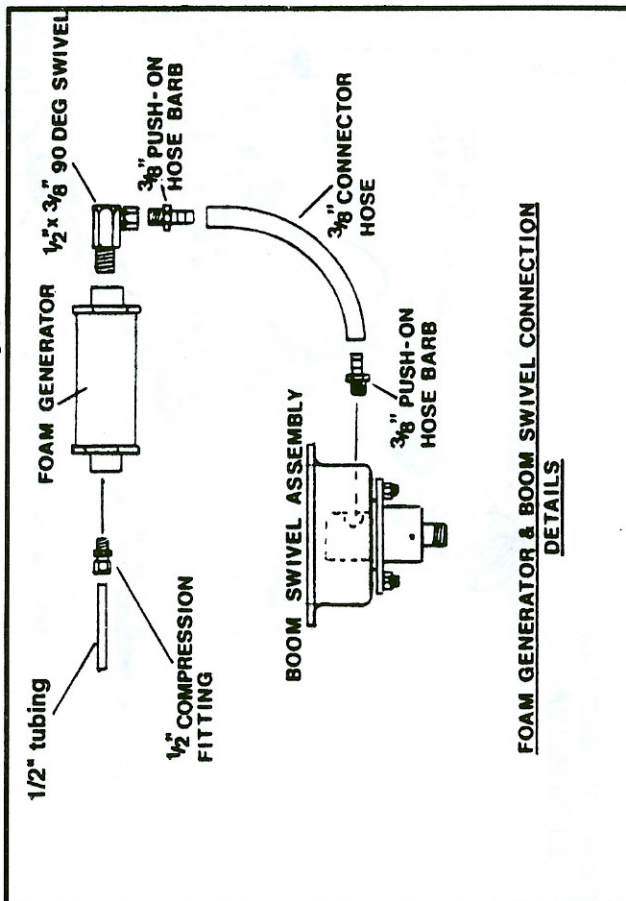 1/2" tubing
1/2" COMPRESSION
FITTING
FOAM GENERATOR
1/2" x 3/8" 90 DEG SWIVEL
3/8" PUSH-ON
HOSE BARB
3/8" CONNECTOR
HOSE
BOOM SWIVEL ASSEMBLY
3/8" PUSH-ON
HOSE BARB
FOAM GENERATOR & BOOM SWIVEL CONNECTION
DETAILS